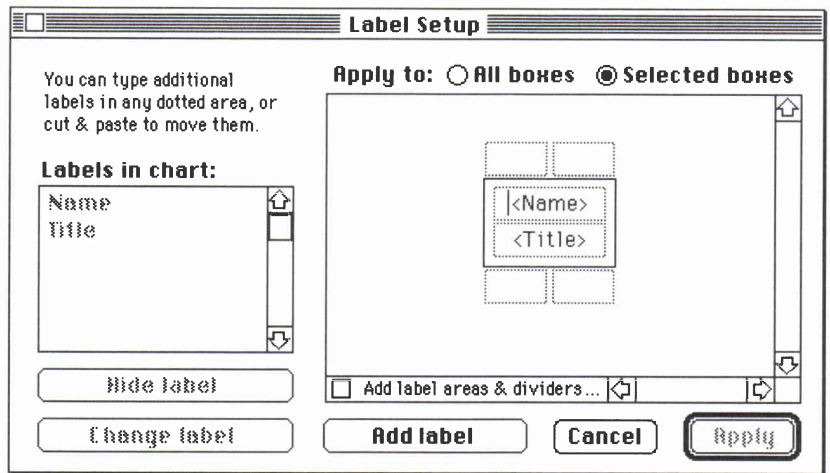 Label Setup
You can type additional
labels in any dotted area, or
cut & paste to move them.
Apply to: All boxes Selected boxes
Labels in chart:
Name
Title
<Name>
<Title>
Hide label
Add label areas & dividers...
Change label
Add label
Cancel
Apply